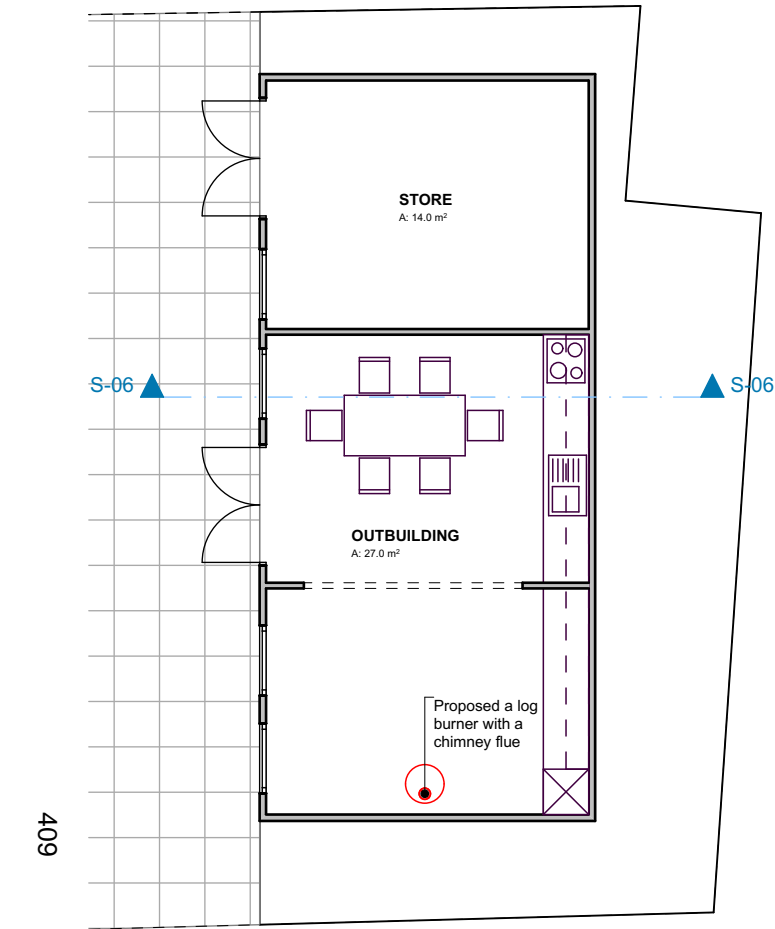 STORE
A: 14.0 m²
S-06
S-06
OUTBUILDING
A: 27.0 m²
Proposed a log
burner with a
chimney flue
409